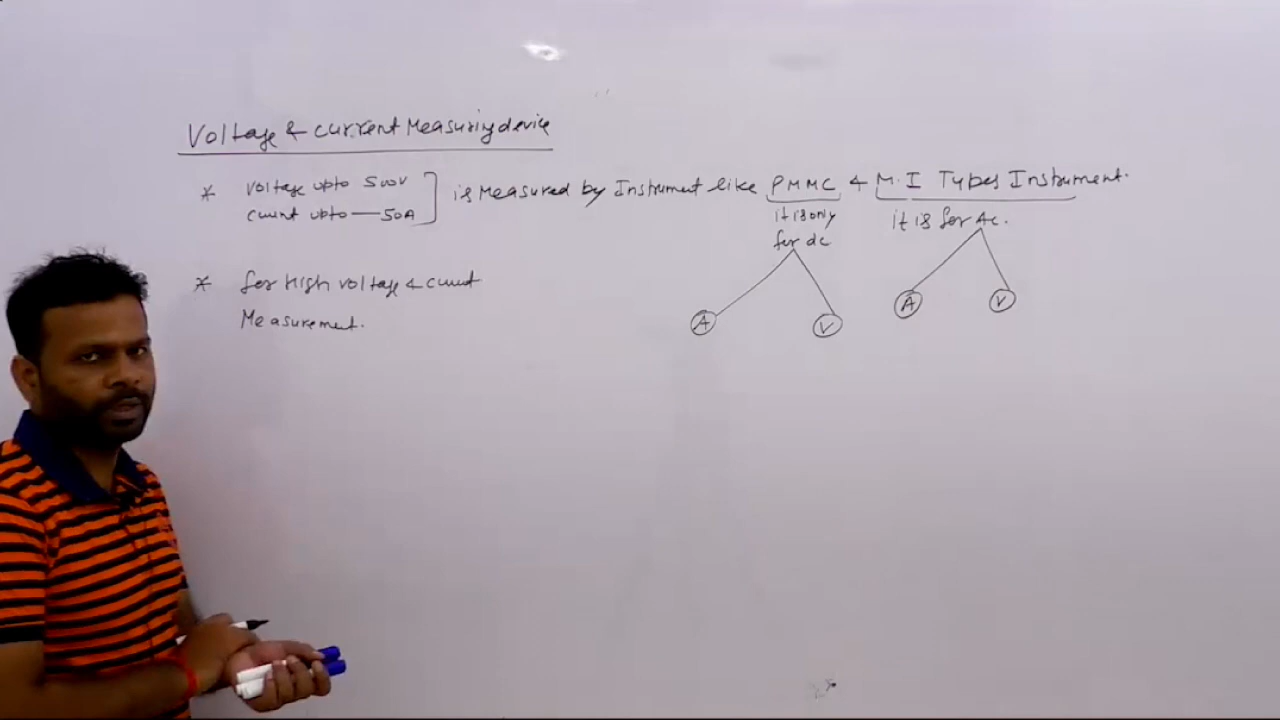 Voltage & current Measuring device
* Voltage upto 500V
current upto — 50A
is Measured by Instrument like PMMC & M.I Types Instrument.
it is only
for dc
it is for Ac.
A V
A V
* for High voltage & current
Measurement.